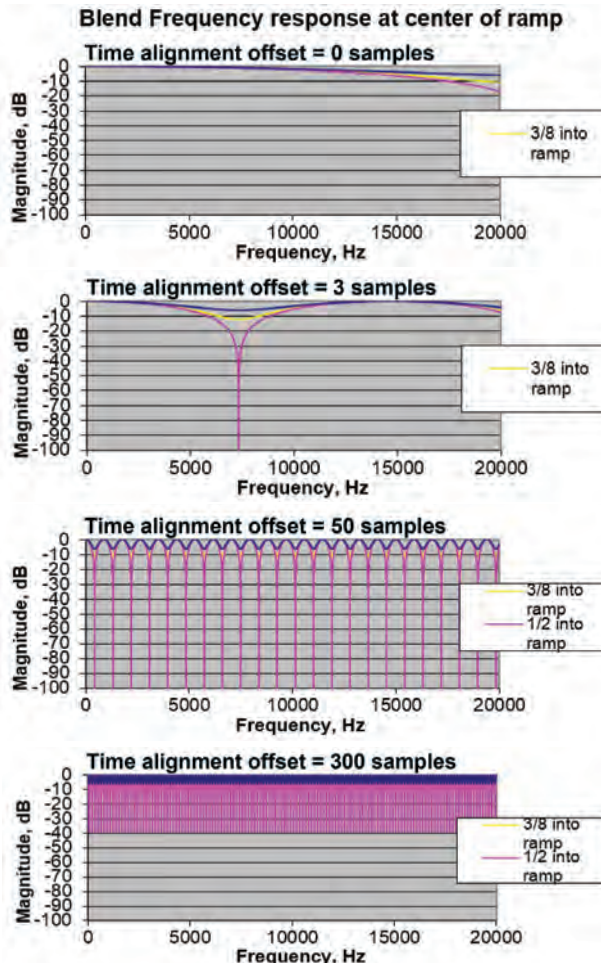 Blend Frequency response at center of ramp
Time alignment offset = 0 samples
Magnitude, dB
0
-10
-20
-30
-40
-50
-60
-70
-80
-90
-100
3/8 into
ramp
0 5000 10000 15000 20000
Frequency, Hz
Time alignment offset = 3 samples
Magnitude, dB
0
-10
-20
-30
-40
-50
-60
-70
-80
-90
-100
3/8 into
ramp
0 5000 10000 15000 20000
Frequency, Hz
Time alignment offset = 50 samples
Magnitude, dB
0
-10
-20
-30
-40
-50
-60
-70
-80
-90
-100
3/8 into
ramp
1/2 into
ramp
0 5000 10000 15000 20000
Frequency, Hz
Time alignment offset = 300 samples
Magnitude, dB
0
-10
-20
-30
-40
-50
-60
-70
-80
-90
-100
3/8 into
ramp
1/2 into
ramp
0 5000 10000 15000 20000
Frequency, Hz